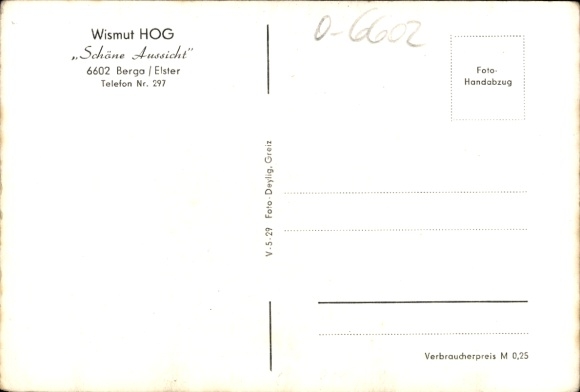 Wismut HOG
„Schöne Aussicht"
6602 Berga / Elster
Telefon Nr. 297
O-6602
Foto-
Handabzug
V-5-29 Foto-Deylig, Greiz
Verbraucherpreis M 0,25